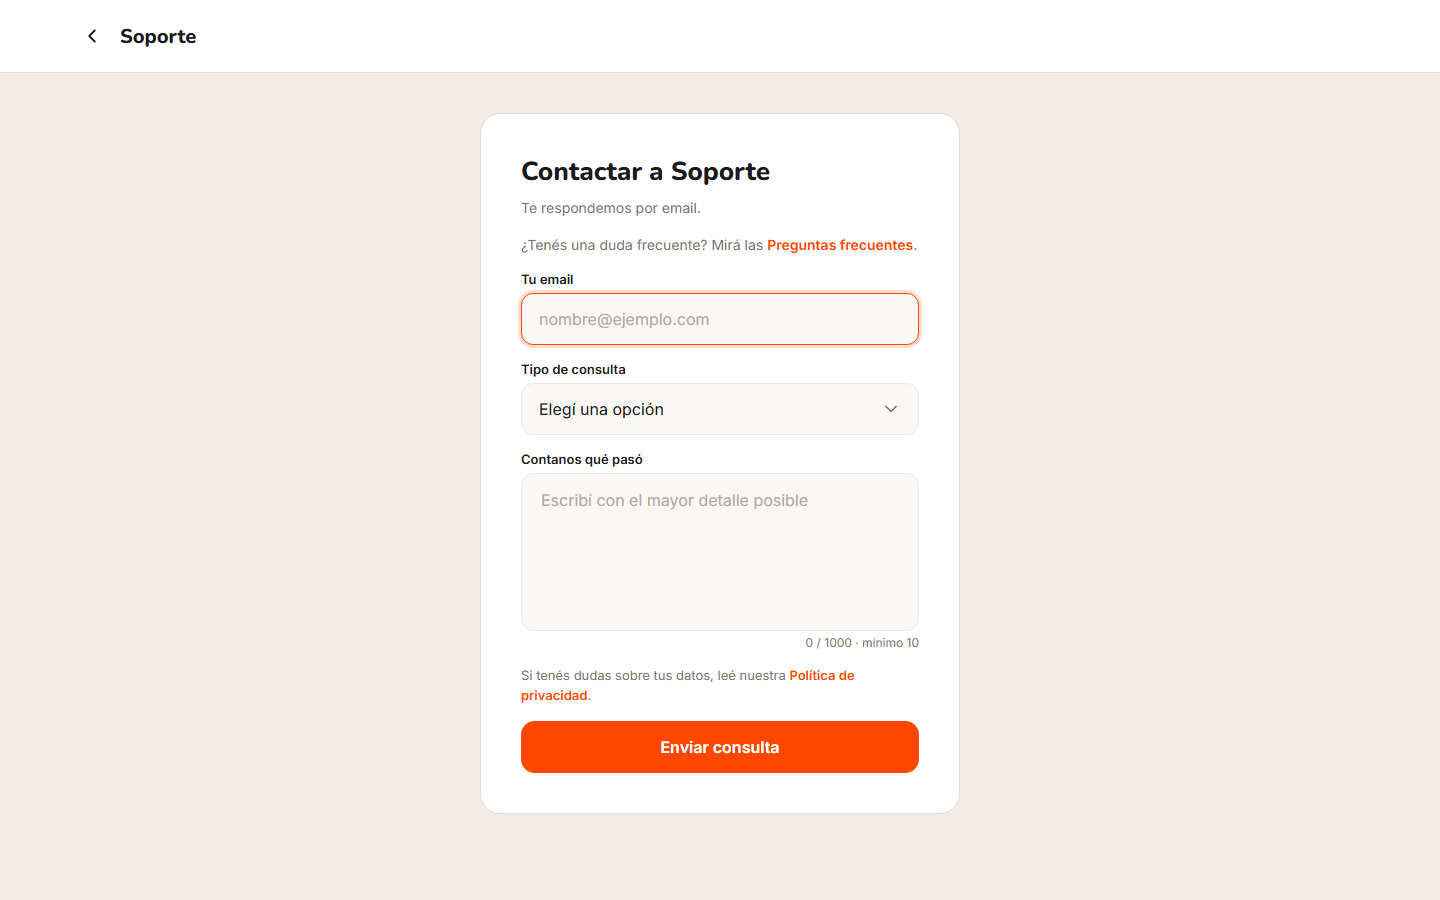 Soporte
Contactar a Soporte
Te respondemos por email.
¿Tenés una duda frecuente? Mirá las Preguntas frecuentes.
Tu email
nombre@ejemplo.com
Tipo de consulta
Elegí una opción
Contanos qué pasó
Escribí con el mayor detalle posible
0 / 1000 · mínimo 10
Si tenés dudas sobre tus datos, leé nuestra Política de
privacidad.
Enviar consulta